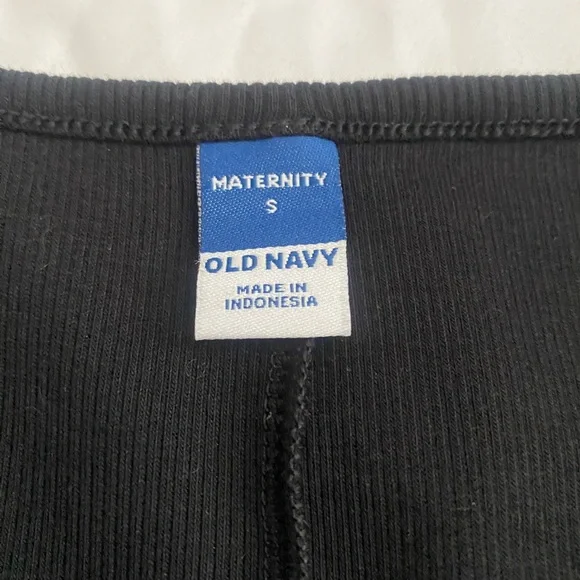 MATERNITY
S
OLD NAVY
MADE IN
INDONESIA